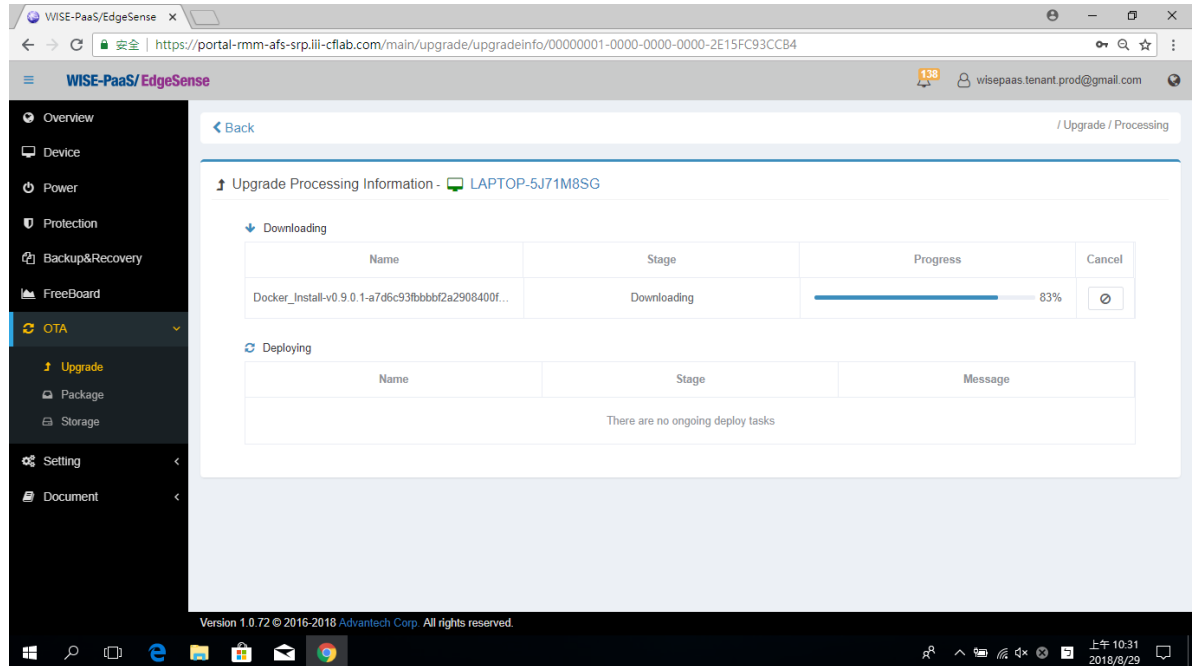 WISE-PaaS/EdgeSense
安全 | https://portal-rmm-afs-srp.iii-cflab.com/main/upgrade/upgradeinfo/00000001-0000-0000-0000-2E15FC93CCB4
WISE-PaaS/EdgeSense
138
wisepaas.tenant.prod@gmail.com
Overview
Device
Power
Protection
Backup&Recovery
FreeBoard
OTA
Upgrade
Package
Storage
Setting
Document
Back
/ Upgrade / Processing
Upgrade Processing Information - LAPTOP-5J71M8SG
Downloading
Name Stage Progress Cancel
Docker_Install-v0.9.0.1-a7d6c93fbbbbf2a2908400f... Downloading 83%
Deploying
Name Stage Message
There are no ongoing deploy tasks
Version 1.0.72 © 2016-2018 Advantech Corp. All rights reserved.
上午 10:31
2018/8/29